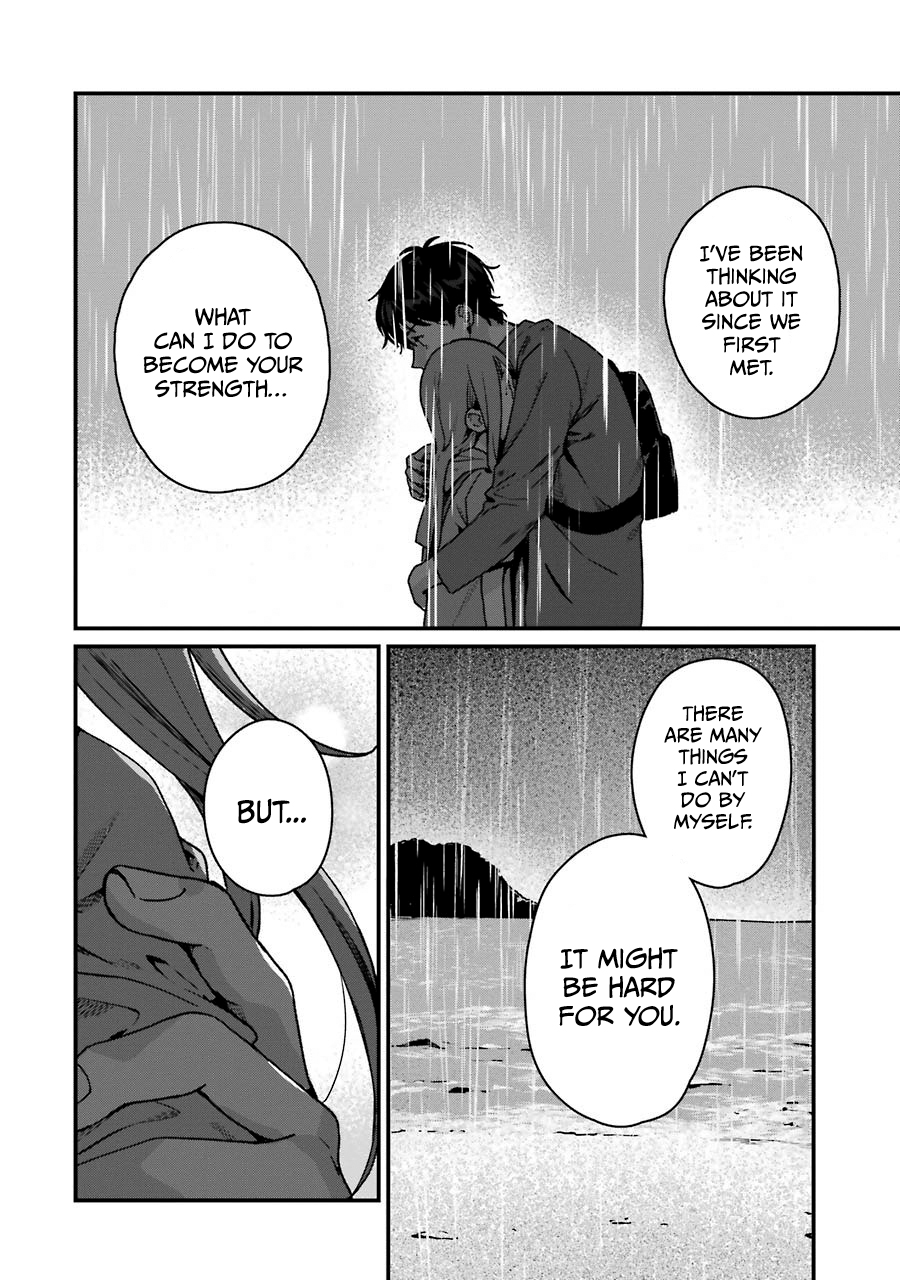 I'VE BEEN
THINKING
ABOUT IT
SINCE WE
FIRST
MET.
WHAT
CAN I DO TO
BECOME YOUR
STRENGTH...
THERE
ARE MANY
THINGS
I CAN'T
DO BY
MYSELF.
IT MIGHT
BE HARD
FOR YOU.
BUT...